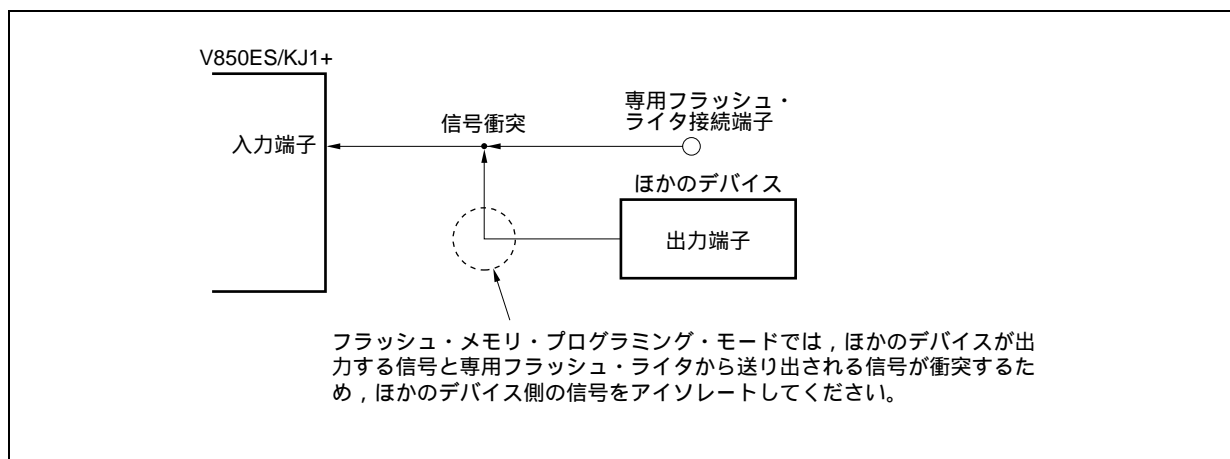 V850ES/KJ1+
入力端子
信号衝突
専用フラッシュ・
ライタ接続端子
ほかのデバイス
出力端子
フラッシュ・メモリ・プログラミング・モードでは，ほかのデバイスが出
力する信号と専用フラッシュ・ライタから送り出される信号が衝突するた
め，ほかのデバイス側の信号をアイソレートしてください。